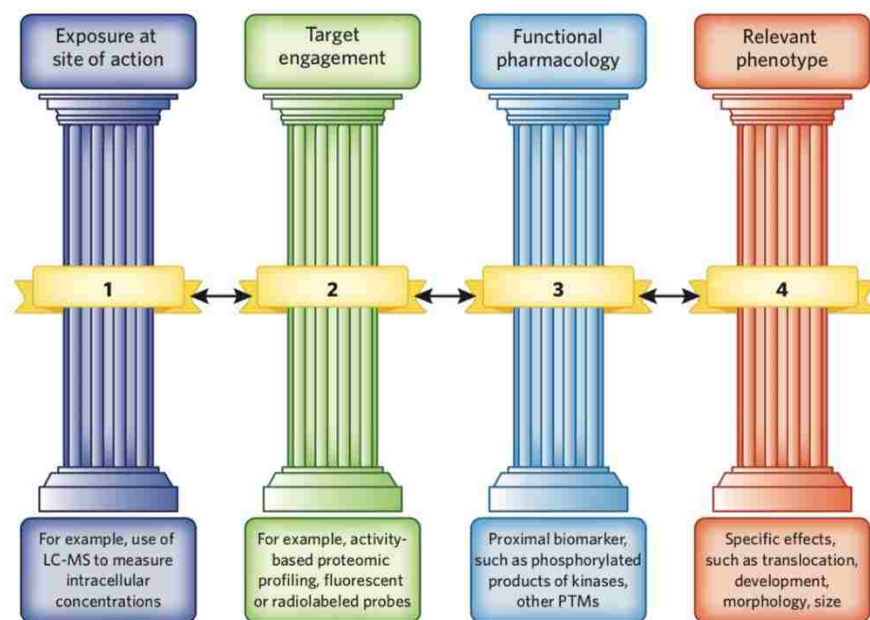 Exposure at
site of action
Target
engagement
Functional
pharmacology
Relevant
phenotype
1
2
3
4
For example, use of
LC-MS to measure
intracellular
concentrations
For example, activity-
based proteomic
profiling, fluorescent
or radiolabeled probes
Proximal biomarker,
such as phosphorylated
products of kinases,
other PTMs
Specific effects,
such as translocation,
development,
morphology, size